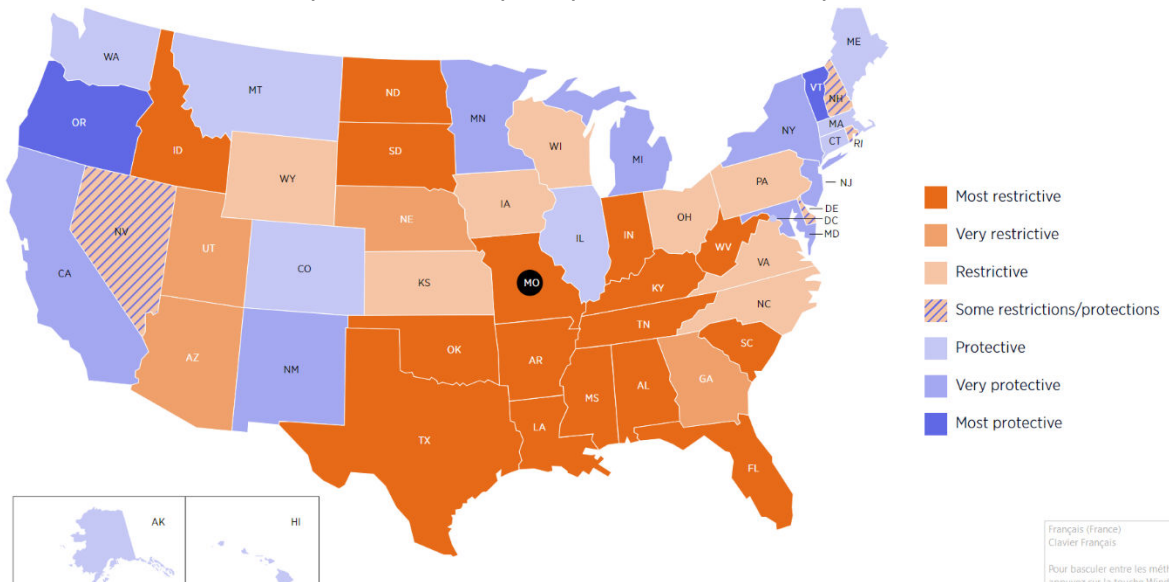 WA
MT
ND
MN
ME
VT
NH
OR
ID
SD
WI
MI
NY
MA
CT
RI
WY
IA
PA
NJ
NV
UT
NE
IL
IN
OH
DE
DC
MD
CA
CO
KS
MO
WV
VA
KY
NC
AZ
NM
OK
AR
TN
SC
TX
LA
MS
AL
GA
FL
AK
HI
Most restrictive
Very restrictive
Restrictive
Some restrictions/protections
Protective
Very protective
Most protective
Français (France)
Clavier Français
Pour basculer entre les